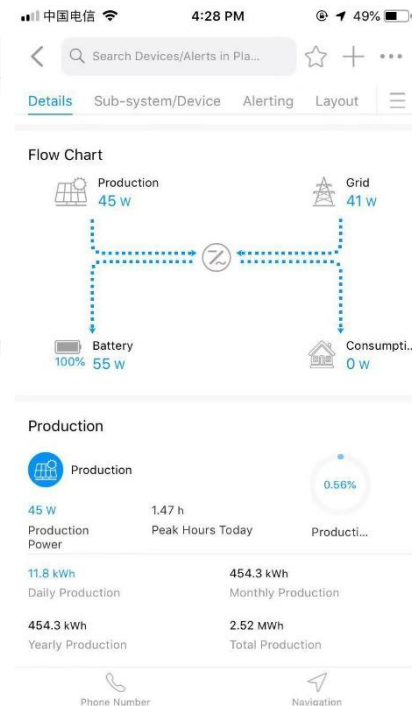 中国电信
4:28 PM
49%
Search Devices/Alerts in Pla...
Details Sub-system/Device Alerting Layout
Flow Chart
Production
45 W
Grid
41 W
Battery
100% 55 W
Consumpti..
0 W
Production
Production
0.56%
45 W
Production
Power
1.47 h
Peak Hours Today
Producti...
11.8 kWh
Daily Production
454.3 kWh
Monthly Production
454.3 kWh
Yearly Production
2.52 MWh
Total Production
Phone Number
Navigation